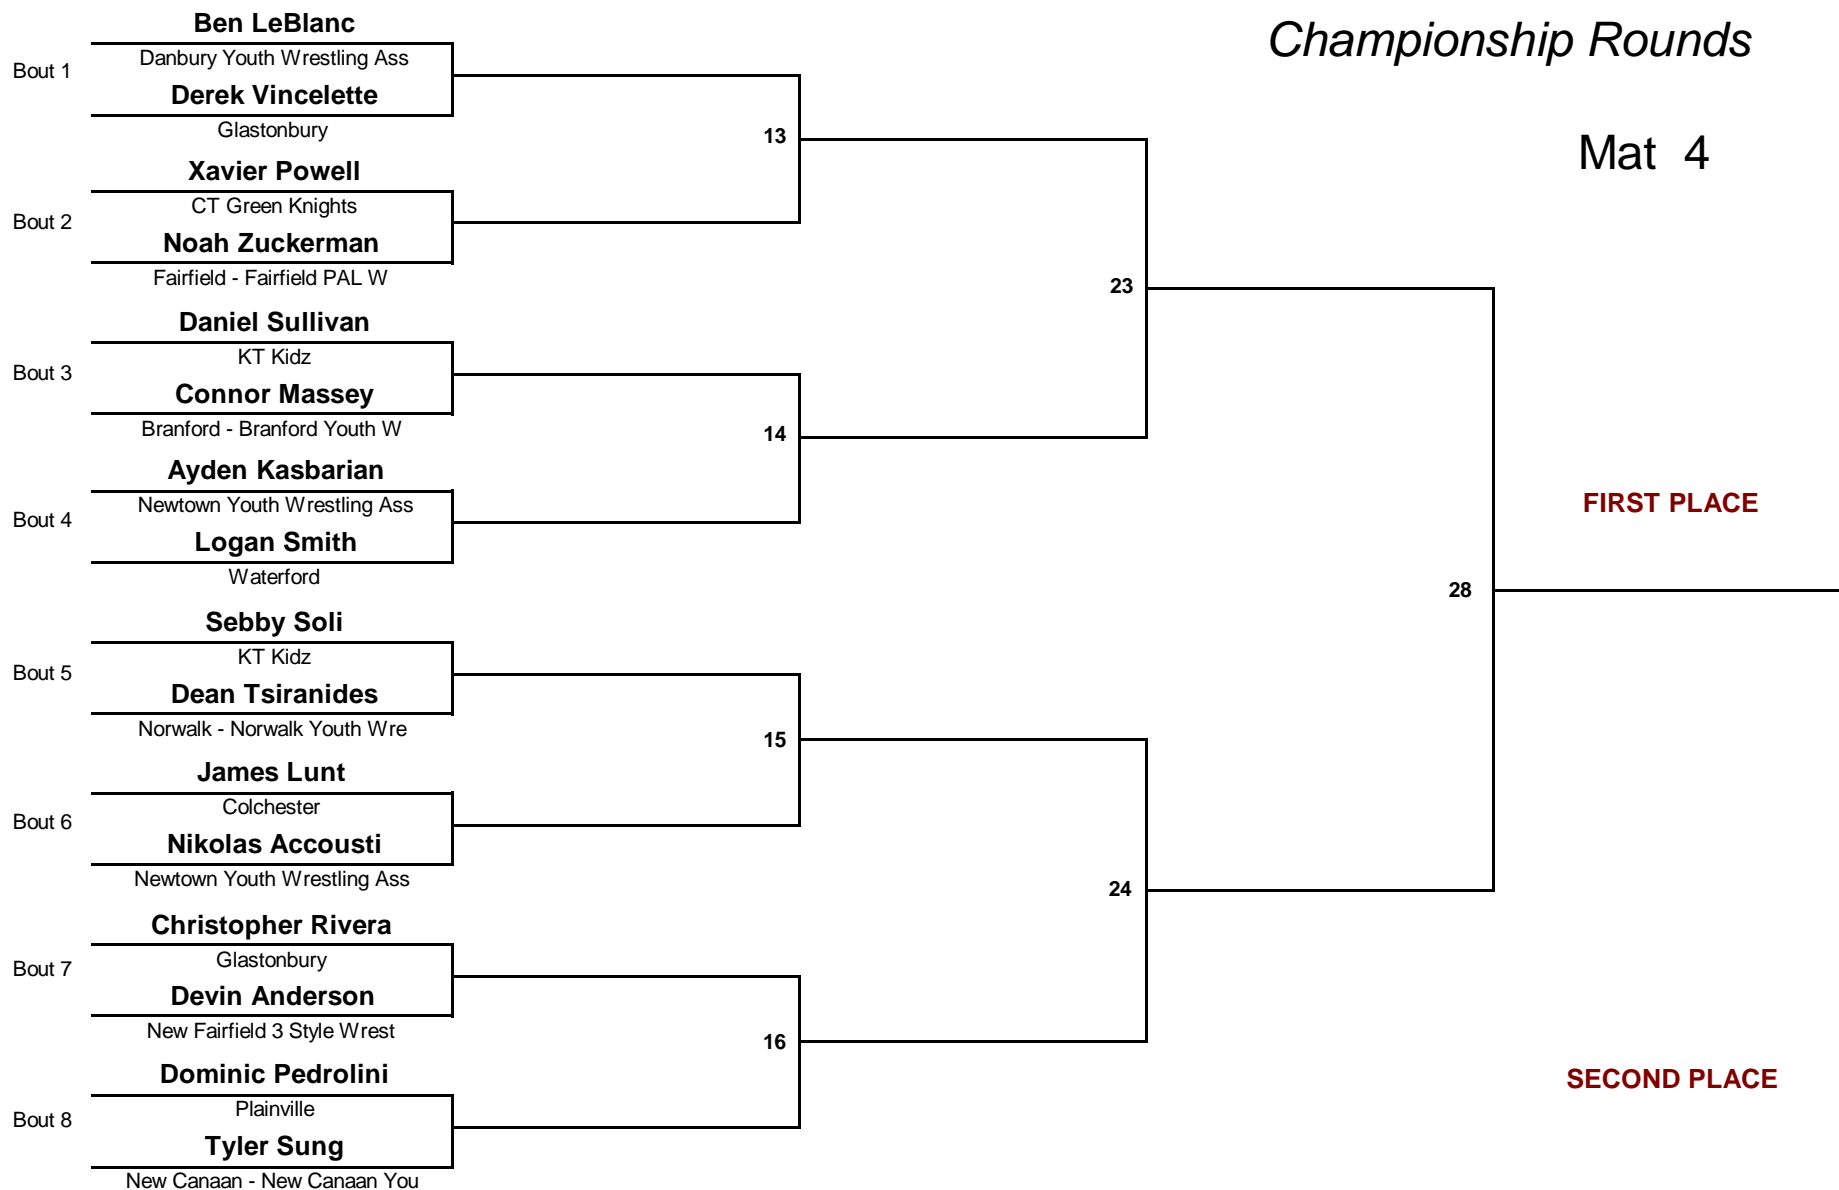 Championship Rounds
Mat 4
Ben LeBlanc
Danbury Youth Wrestling Ass
Bout 1
Derek Vincelette
Glastonbury
13
Xavier Powell
CT Green Knights
Bout 2
Noah Zuckerman
Fairfield - Fairfield PAL W
23
Daniel Sullivan
KT Kidz
Bout 3
Connor Massey
Branford - Branford Youth W
14
Ayden Kasbarian
Newtown Youth Wrestling Ass
Bout 4
Logan Smith
Waterford
FIRST PLACE
28
Sebby Soli
KT Kidz
Bout 5
Dean Tsiranides
Norwalk - Norwalk Youth Wre
15
James Lunt
Colchester
Bout 6
Nikolas Accousti
Newtown Youth Wrestling Ass
24
Christopher Rivera
Glastonbury
Bout 7
Devin Anderson
New Fairfield 3 Style Wrest
16
Dominic Pedrolini
Plainville
Bout 8
Tyler Sung
New Canaan - New Canaan You
SECOND PLACE